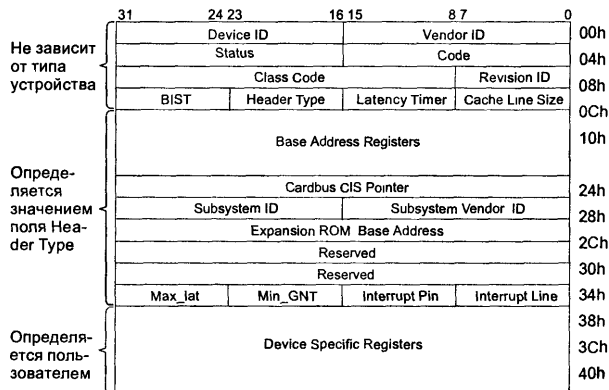 31 24 23 16 15 8 7 0
Device ID Vendor ID 00h
Status Code 04h
Не зависит
от типа
устройства
Class Code Revision ID 08h
BIST Header Type Latency Timer Cache Line Size 0Ch
Base Address Registers 10h
Опреде-
ляется
значением
поля Hea-
der Type
Cardbus CIS Pointer 24h
Subsystem ID Subsystem Vendor ID 28h
Expansion ROM Base Address 2Ch
Reserved 30h
Reserved
Max_lat Min_GNT Interrupt Pin Interrupt Line 34h
38h
Определя-
ется поль-
зователем
Device Specific Registers 3Ch
40h